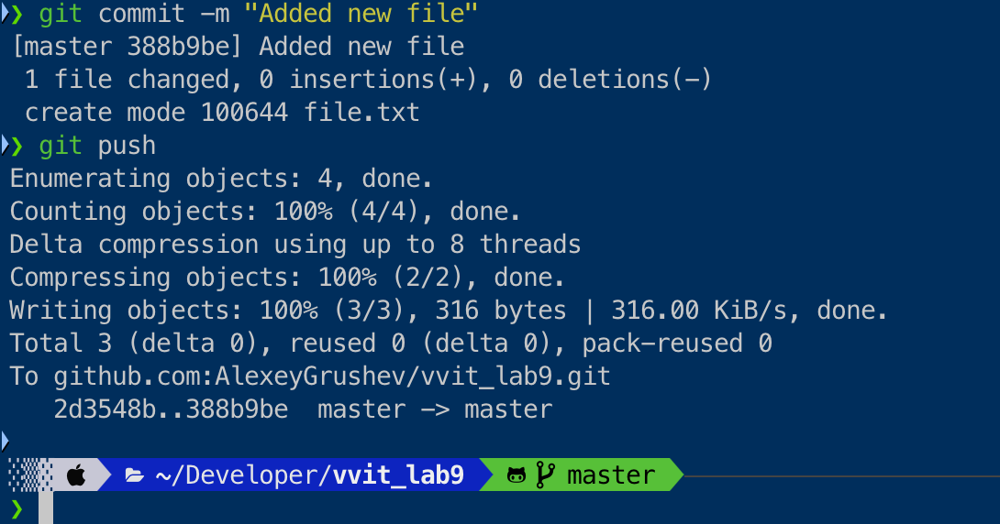 ❯ git commit -m "Added new file"
[master 388b9be] Added new file
 1 file changed, 0 insertions(+), 0 deletions(-)
 create mode 100644 file.txt
❯ git push
Enumerating objects: 4, done.
Counting objects: 100% (4/4), done.
Delta compression using up to 8 threads
Compressing objects: 100% (2/2), done.
Writing objects: 100% (3/3), 316 bytes | 316.00 KiB/s, done.
Total 3 (delta 0), reused 0 (delta 0), pack-reused 0
To github.com:AlexeyGrushev/vvit_lab9.git
   2d3548b..388b9be  master -> master
~/Developer/vvit_lab9 master
❯